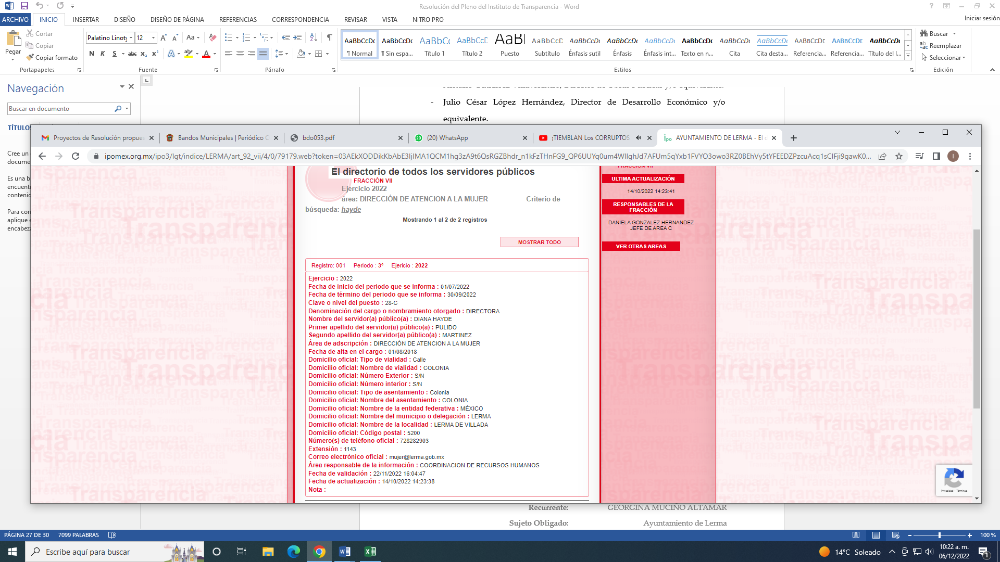 Resolución del Pleno del Instituto de Transparencia - Word
ARCHIVO INICIO INSERTAR DISEÑO DISEÑO DE PÁGINA REFERENCIAS CORRESPONDENCIA REVISAR VISTA NITRO PRO Iniciar sesión
Pegar
Cortar
Copiar
Copiar formato
Portapapeles
Palatino Linoty 12
N K S abc
Fuente
Párrafo
AaBbCcDc ¶ Normal
AaBbCcDc ¶ Sin espa...
AaBbCc Título 1
AaBbCcD Título 2
AaBl Puesto
AaBbCcD Subtítulo
AaBbCcDc Énfasis sutil
AaBbCcDc Énfasis
AaBbCcDc Énfasis int...
AaBbCcDc Texto en n...
AaBbCcDc Cita
AaBbCcDc Cita desta...
AABBCCDD Referencia...
AABBCCDD Referencia...
AaBbCcDc Título del l...
Estilos
Buscar
Reemplazar
Seleccionar
Edición
Navegación
Buscar en documento
TÍTULOS
Cree un
docume
Es una b
encuent
contenid
Para con
aplique e
encabeza
- Julio César López Hernández, Director de Desarrollo Económico y/o
equivalente.
Proyectos de Resolución propues
Bandos Municipales | Periódico O
bdo053.pdf
(20) WhatsApp
¡TIEMBLAN Los CORRUPTOS
AYUNTAMIENTO DE LERMA - El d
ipomex.org.mx/ipo3/lgt/indice/LERMA/art_92_vii/4/0/79179.web?token=
El directorio de todos los servidores públicos
FRACCIÓN VII
Ejercicio 2022
área: DIRECCIÓN DE ATENCION A LA MUJER Criterio de
búsqueda: hayde
Mostrando 1 al 2 de 2 registros
MOSTRAR TODO
FRACCIÓN VII
ULTIMA ACTUALIZACIÓN
14/10/2022 14:23:41
RESPONSABLES DE LA
FRACCIÓN
DANIELA GONZALEZ HERNANDEZ
JEFE DE AREA C
VER OTRAS AREAS
Registro: 001 Periodo : 3º Ejericio : 2022
Ejercicio : 2022
Fecha de inicio del periodo que se informa : 01/07/2022
Fecha de término del periodo que se informa : 30/09/2022
Clave o nivel del puesto : 28-C
Denominación del cargo o nombramiento otorgado : DIRECTORA
Nombre del servidor(a) público(a) : DIANA HAYDE
Primer apellido del servidor(a) público(a) : PULIDO
Segundo apellido del servidor(a) público(a) : MARTINEZ
Área de adscripción : DIRECCIÓN DE ATENCION A LA MUJER
Fecha de alta en el cargo : 01/08/2018
Domicilio oficial: Tipo de vialidad : Calle
Domicilio oficial: Nombre de vialidad : COLONIA
Domicilio oficial: Número Exterior : S/N
Domicilio oficial: Número interior : S/N
Domicilio oficial: Tipo de asentamiento : Colonia
Domicilio oficial: Nombre del asentamiento : COLONIA
Domicilio oficial: Nombre de la entidad federativa : MÉXICO
Domicilio oficial: Nombre del municipio o delegación : LERMA
Domicilio oficial: Nombre de la localidad : LERMA DE VILLADA
Domicilio oficial: Código postal : 5200
Número(s) de teléfono oficial : 728282903
Extensión : 1143
Correo electrónico oficial : mujer@lerma.gob.mx
Área responsable de la información : COORDINACION DE RECURSOS HUMANOS
Fecha de validación : 22/11/2022 16:04:47
Fecha de actualización : 14/10/2022 14:23:38
Nota :
Privacidad - Términos
Recurrente: GEORGINA MUCINO ALTAMAR
Sujeto Obligado: Ayuntamiento de Lerma
PÁGINA 27 DE 30 7099 PALABRAS 100 %
Escribe aquí para buscar
14°C Soleado
10:22 a. m.
06/12/2022